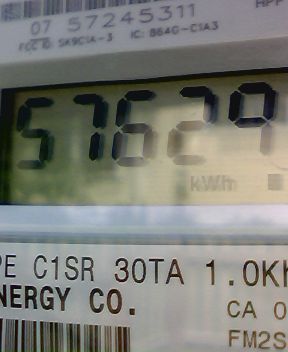 07 57245311
FCC ID: SK9C1A-3 IC: 864G-C1A3
57629
kWh
PE C1SR 30TA 1.0Kh
NERGY CO.
CA 0
FM2S